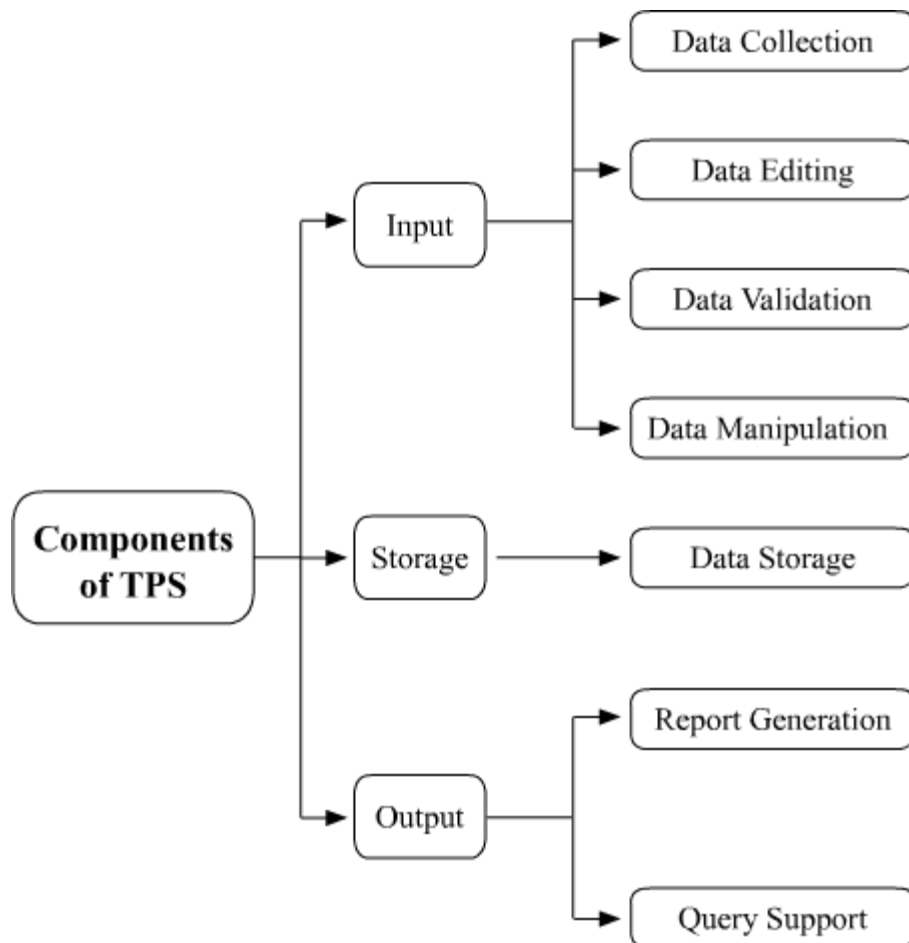 Data Collection
Data Editing
Input
Data Validation
Data Manipulation
Components
of TPS
Storage
Data Storage
Report Generation
Output
Query Support